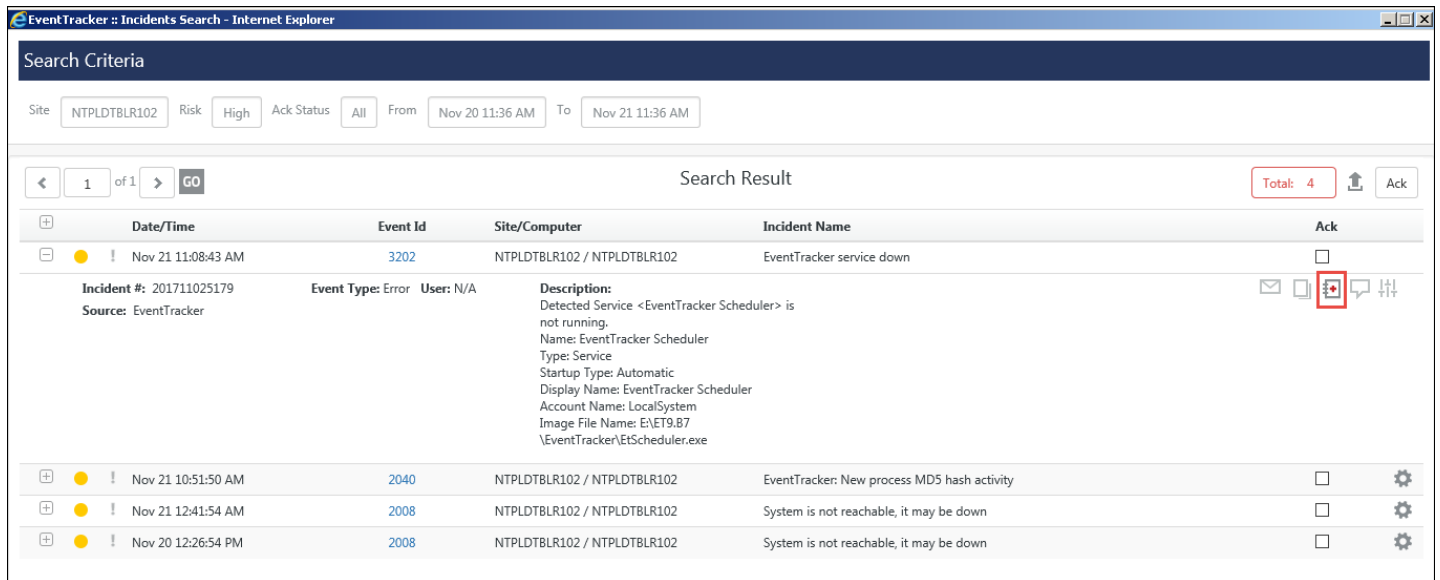 EventTracker :: Incidents Search - Internet Explorer
Search Criteria
Site NTPLDTBLR102 Risk High Ack Status All From Nov 20 11:36 AM To Nov 21 11:36 AM
1 of 1 GO Search Result Total: 4 Ack
Date/Time Event Id Site/Computer Incident Name Ack
! Nov 21 11:08:43 AM 3202 NTPLDTBLR102 / NTPLDTBLR102 EventTracker service down
Incident #: 201711025179 Event Type: Error User: N/A Description:
Source: EventTracker Detected Service <EventTracker Scheduler> is
not running.
Name: EventTracker Scheduler
Type: Service
Startup Type: Automatic
Display Name: EventTracker Scheduler
Account Name: LocalSystem
Image File Name: E:\ET9.B7
\EventTracker\EtScheduler.exe
! Nov 21 10:51:50 AM 2040 NTPLDTBLR102 / NTPLDTBLR102 EventTracker: New process MD5 hash activity
! Nov 21 12:41:54 AM 2008 NTPLDTBLR102 / NTPLDTBLR102 System is not reachable, it may be down
! Nov 20 12:26:54 PM 2008 NTPLDTBLR102 / NTPLDTBLR102 System is not reachable, it may be down